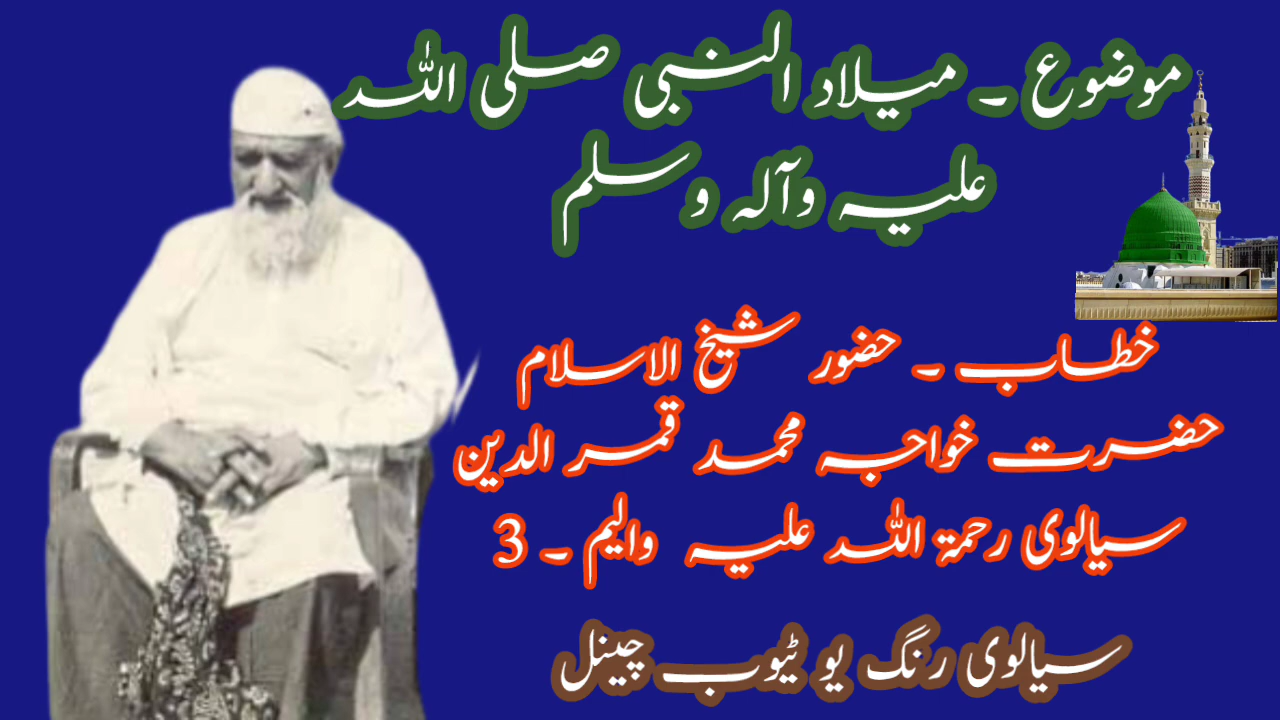 موضوع ۔ میلاد النبی صلی اللہ
علیہ وآلہ وسلم
خطاب ۔ حضور شیخ الاسلام
حضرت خواجہ محمد قمر الدین
سیالوی رحمۃ اللہ علیہ والیم ۔ 3
سیالوی رنگ یو ٹیوب چینل